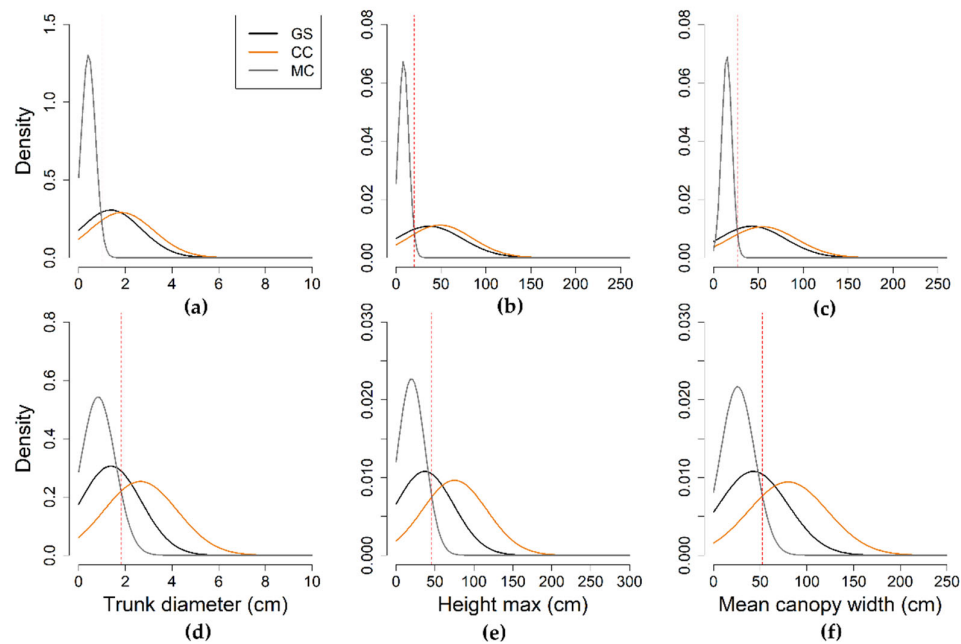 GS
CC
MC
Density
0.0 0.5 1.0 1.5
0 2 4 6 8 10
(a)
0.00 0.02 0.04 0.06 0.08
0 50 100 150 200 250
(b)
0.00 0.02 0.04 0.06 0.08
0 50 100 150 200 250
(c)
Density
0.0 0.2 0.4 0.6 0.8
0 2 4 6 8 10
Trunk diameter (cm)
(d)
0.000 0.010 0.020 0.030
0 50 100 150 200 250 300
Height max (cm)
(e)
0.000 0.010 0.020 0.030
0 50 100 150 200 250
Mean canopy width (cm)
(f)